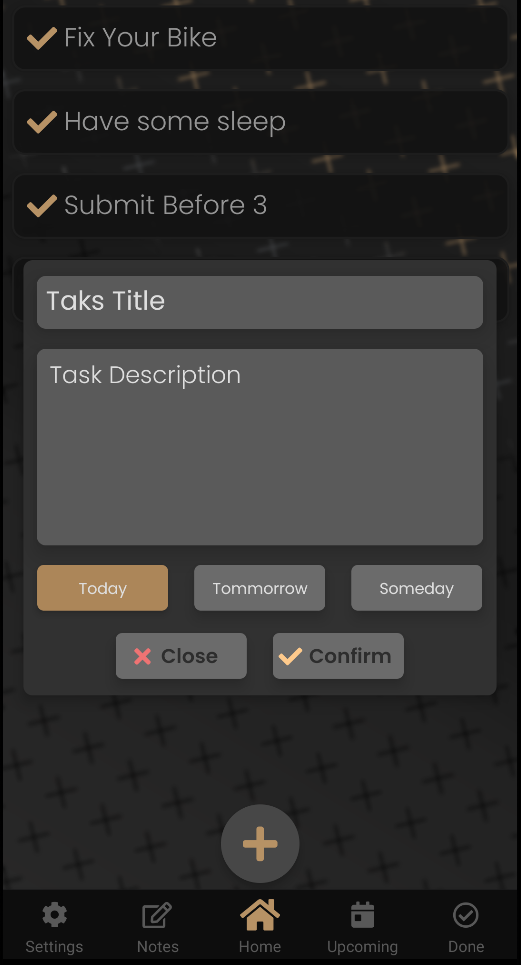 Fix Your Bike
Have some sleep
Submit Before 3
Taks Title
Task Description
Today Tommorrow Someday
Close Confirm
Settings Notes Home Upcoming Done